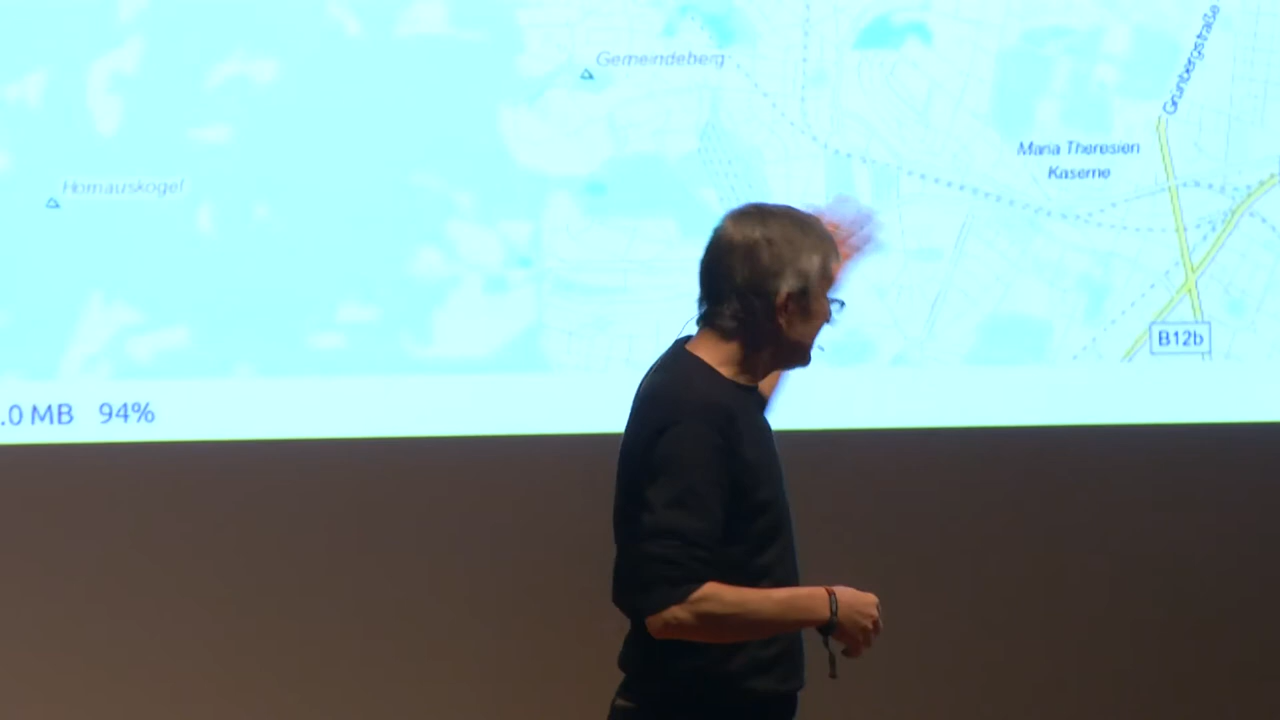 Grünbergstraße
Gemeindeberg
Maria Theresien
Kaserne
Hornauskogel
B12b
.0 MB 94%